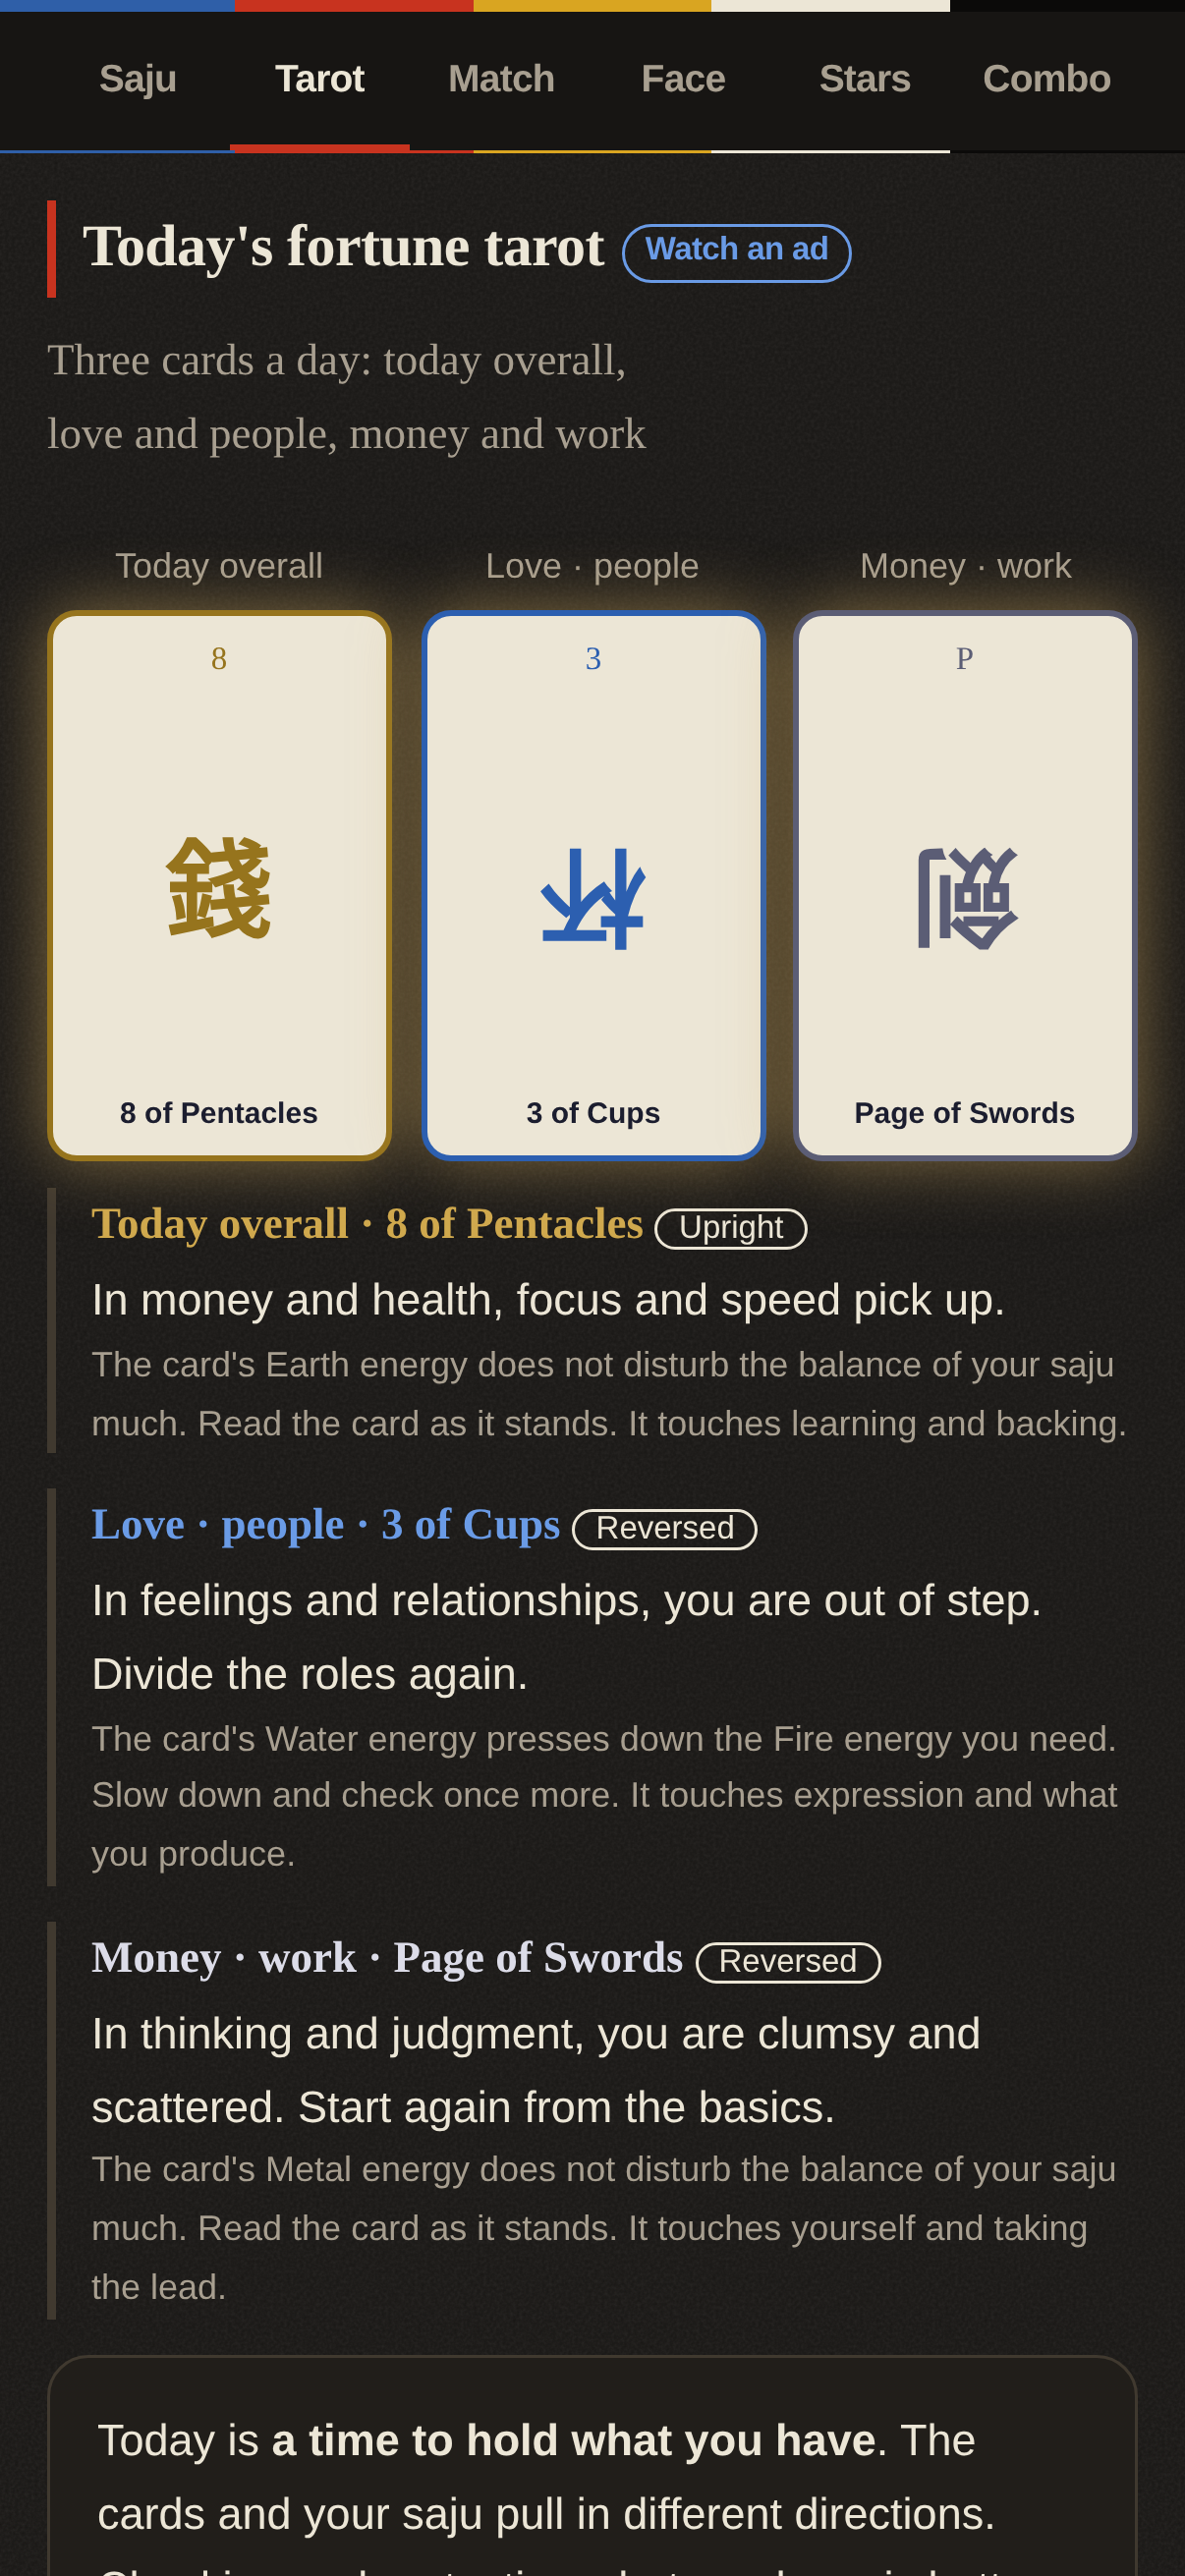 Saju Tarot Match Face Stars Combo
Today's fortune tarot Watch an ad
Three cards a day: today overall,
love and people, money and work
Today overall Love · people Money · work
8 3 P
錢 杯 劍
8 of Pentacles 3 of Cups Page of Swords
Today overall · 8 of Pentacles Upright
In money and health, focus and speed pick up.
The card's Earth energy does not disturb the balance of your saju
much. Read the card as it stands. It touches learning and backing.
Love · people · 3 of Cups Reversed
In feelings and relationships, you are out of step.
Divide the roles again.
The card's Water energy presses down the Fire energy you need.
Slow down and check once more. It touches expression and what
you produce.
Money · work · Page of Swords Reversed
In thinking and judgment, you are clumsy and
scattered. Start again from the basics.
The card's Metal energy does not disturb the balance of your saju
much. Read the card as it stands. It touches yourself and taking
the lead.
Today is a time to hold what you have. The
cards and your saju pull in different directions.